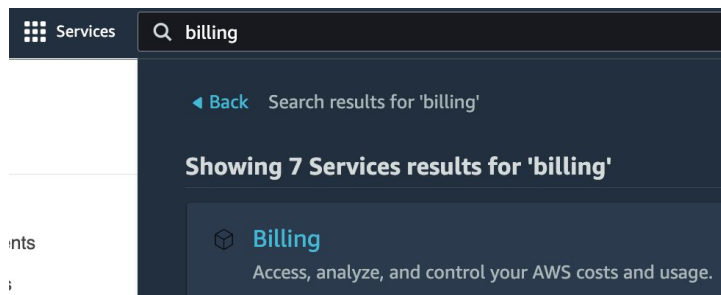 Services
billing
Back Search results for 'billing'
Showing 7 Services results for 'billing'
Billing
nts
Access, analyze, and control your AWS costs and usage.
s